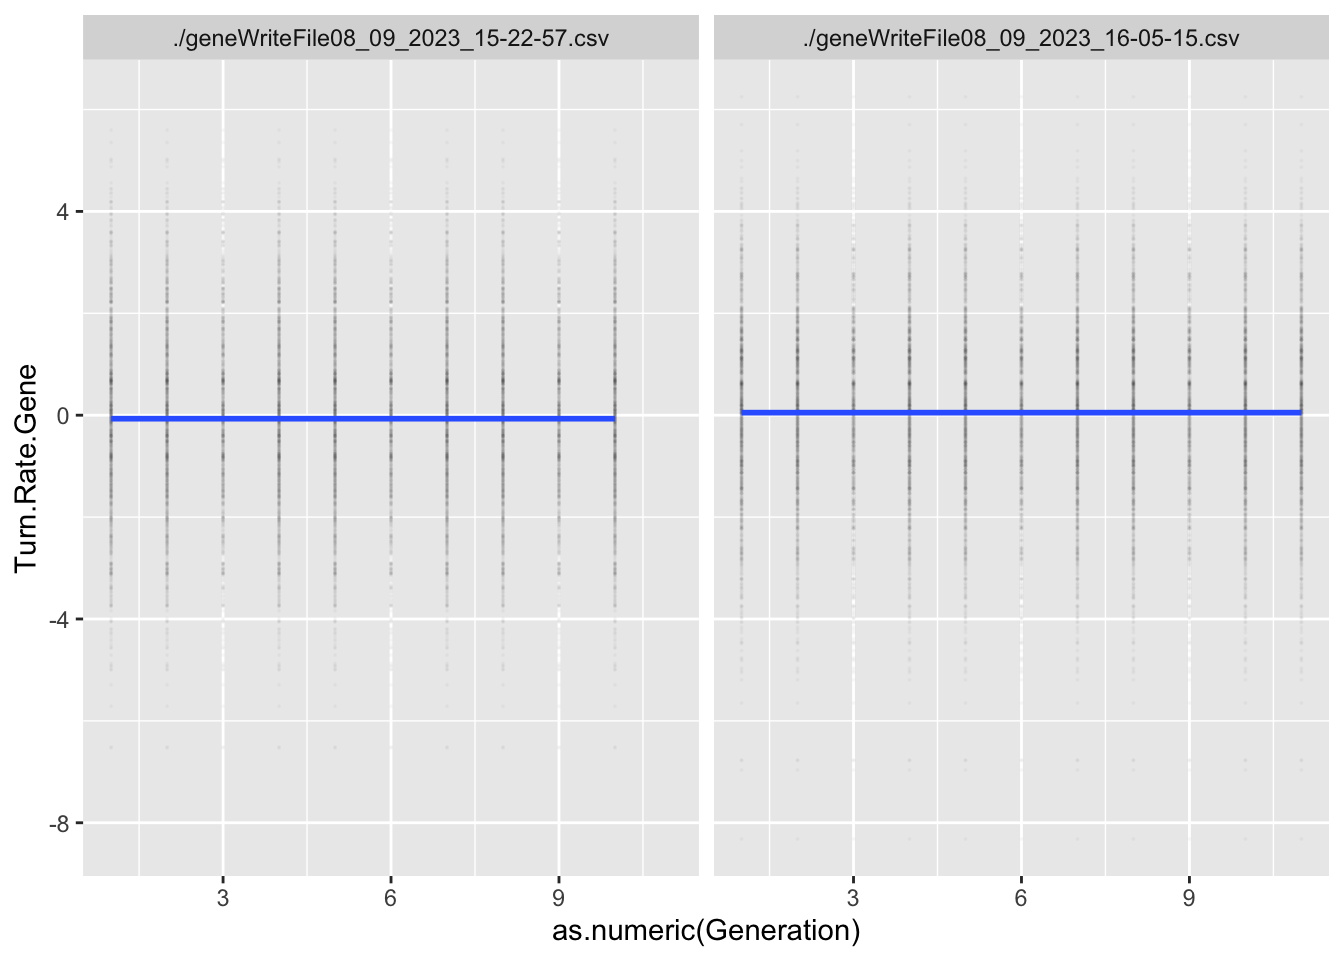 ./geneWriteFile08_09_2023_15-22-57.csv
./geneWriteFile08_09_2023_16-05-15.csv
Turn.Rate.Gene
4
0
-4
-8
3 6 9
3 6 9
as.numeric(Generation)